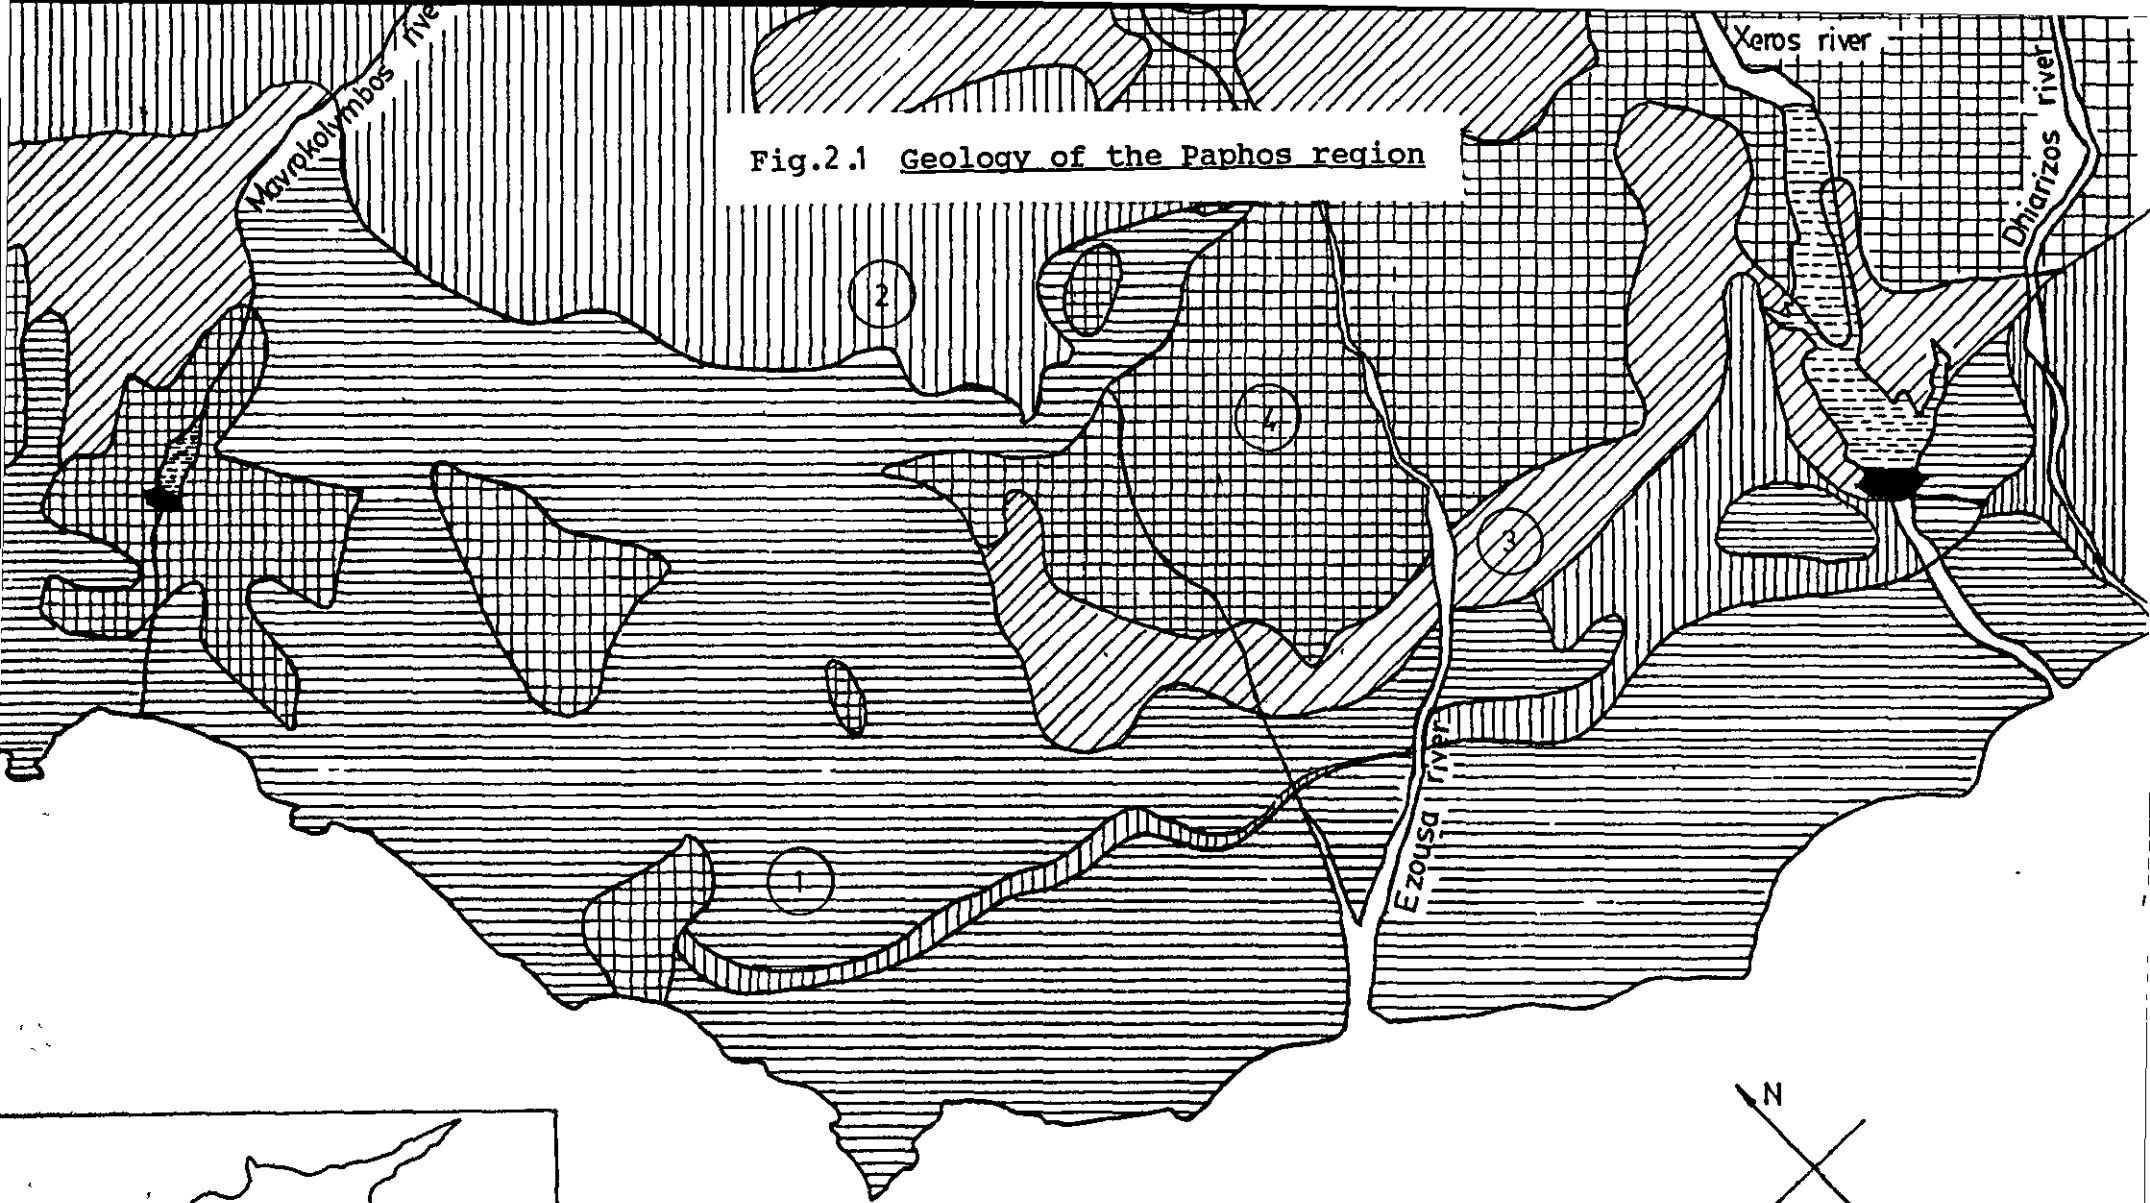 Mavrokolymbos river
Xeros river
Dhiarizos river
Fig.2.1 Geology of the Paphos region
2
4
3
Ezousa river
1
N